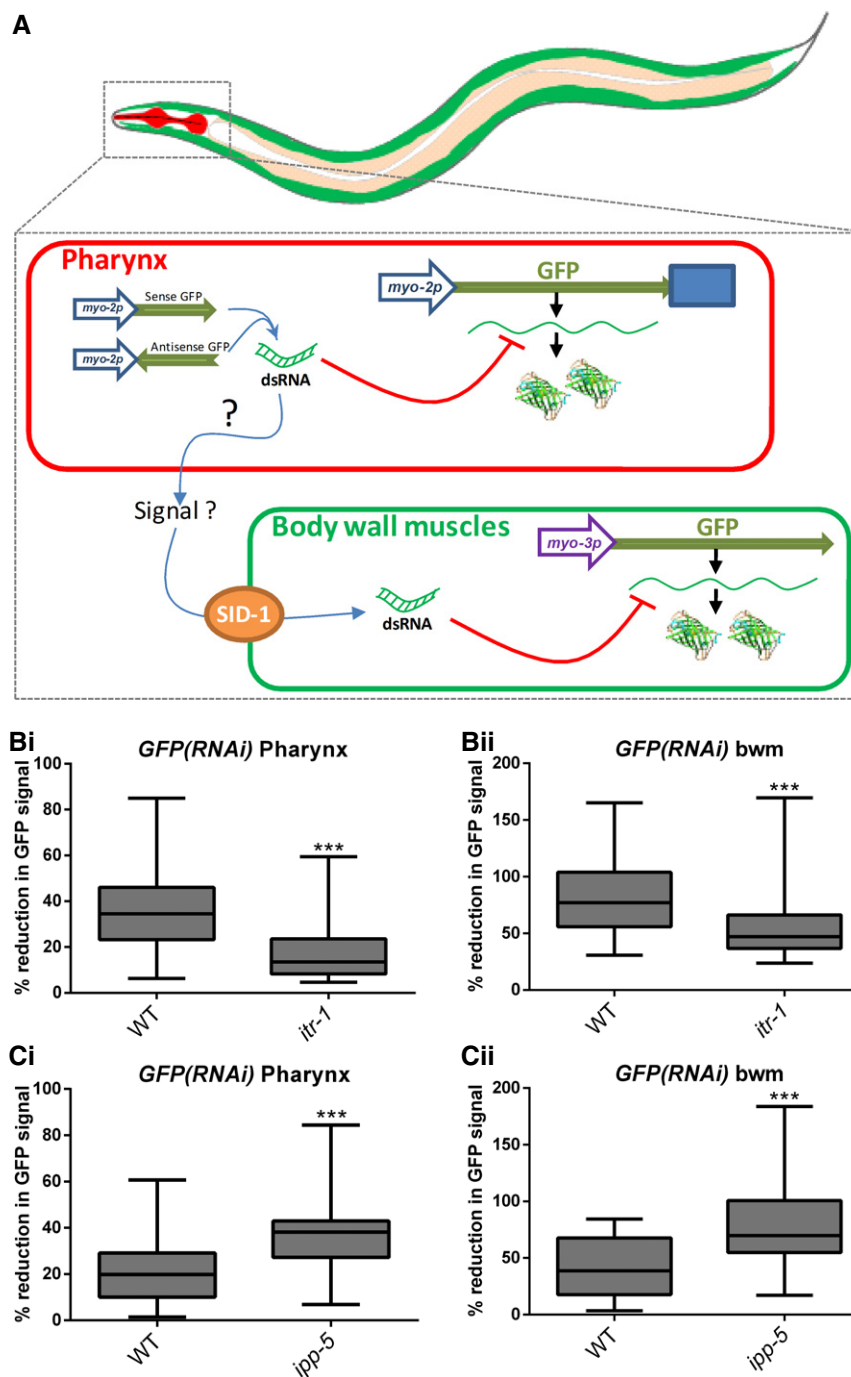 A
Pharynx
myo-2p
Sense GFP
myo-2p
Antisense GFP
dsRNA
myo-2p
GFP
?
Signal ?
Body wall muscles
myo-3p
GFP
SID-1
dsRNA
Bi
GFP(RNAi) Pharynx
% reduction in GFP signal
100
80
60
40
20
0
***
WT
itr-1
Bii
GFP(RNAi) bwm
% reduction in GFP signal
200
150
100
50
0
***
WT
itr-1
Ci
GFP(RNAi) Pharynx
% reduction in GFP signal
100
80
60
40
20
0
***
WT
ipp-5
Cii
GFP(RNAi) bwm
% reduction in GFP signal
200
150
100
50
0
***
WT
ipp-5